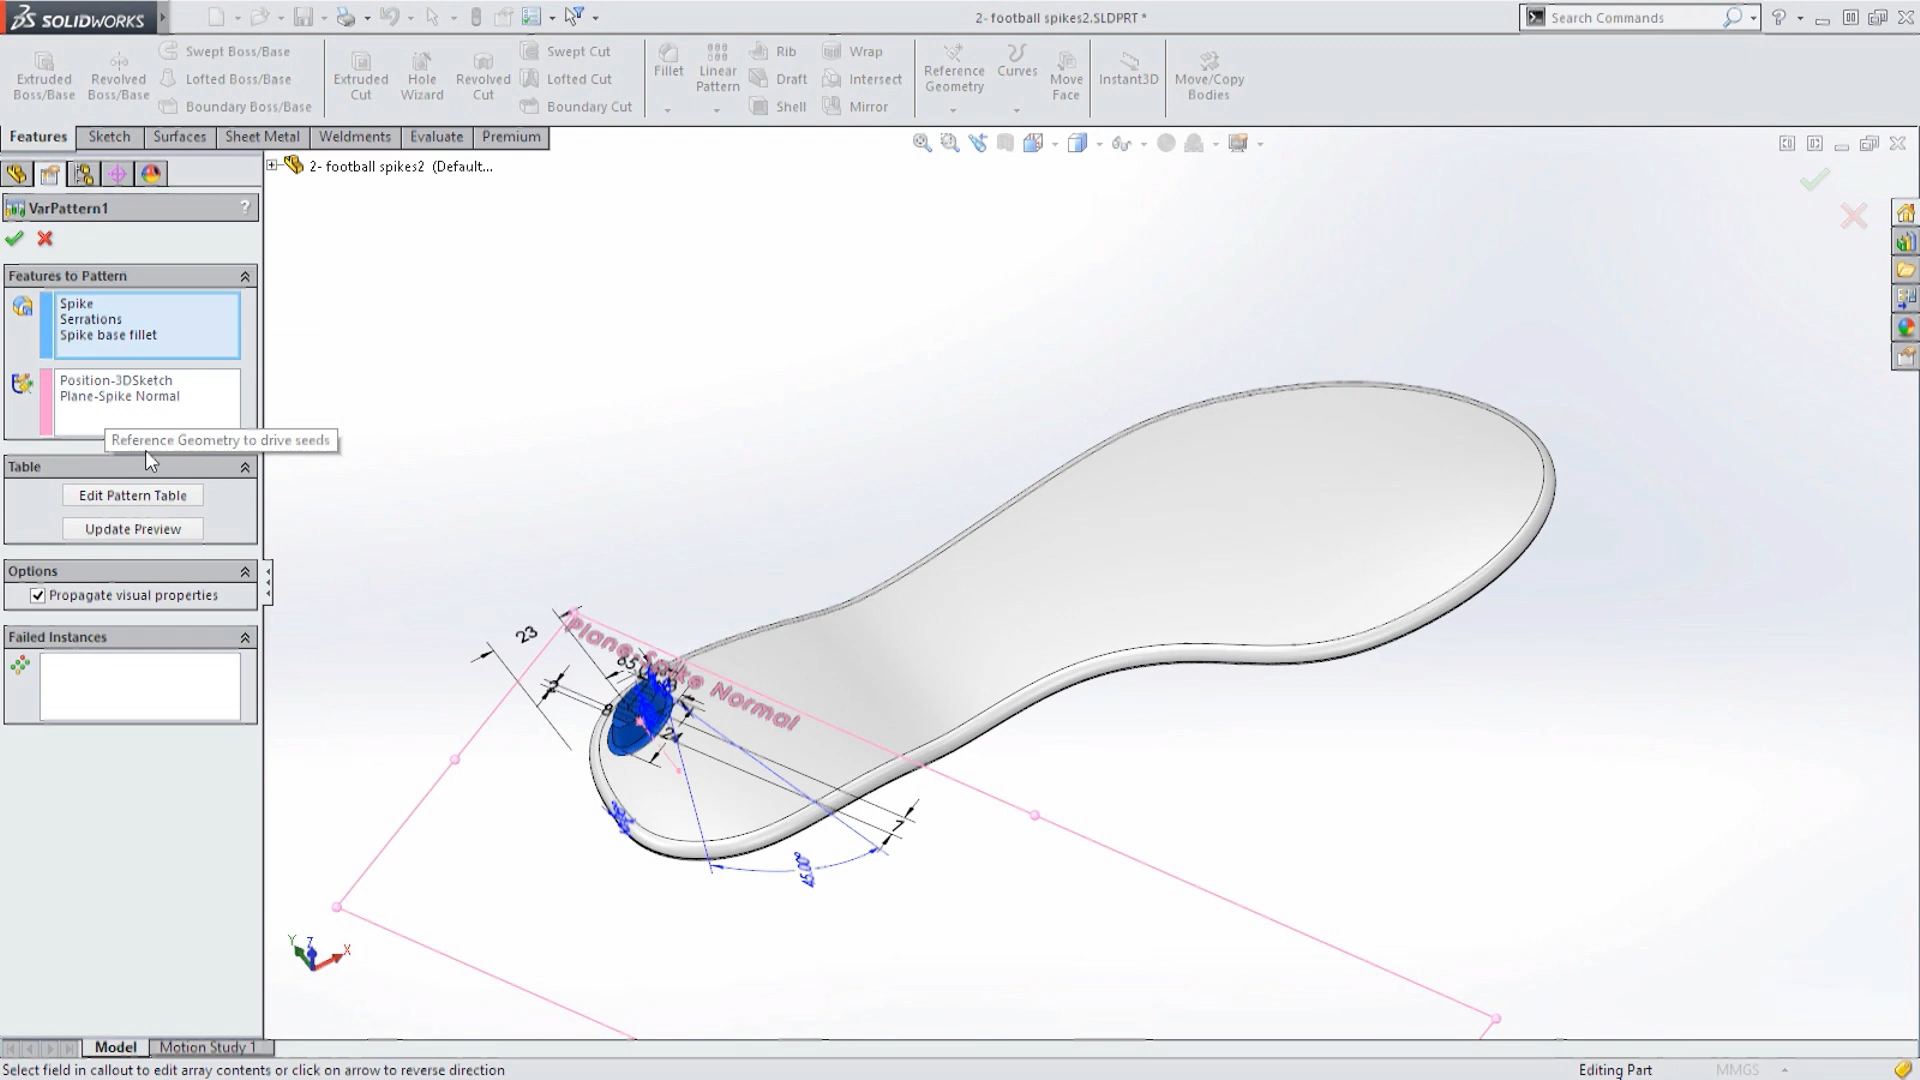 SOLIDWORKS
2- football spikes2.SLDPRT *
Search Commands
Extruded Boss/Base
Revolved Boss/Base
Swept Boss/Base
Lofted Boss/Base
Boundary Boss/Base
Extruded Cut
Hole Wizard
Revolved Cut
Swept Cut
Lofted Cut
Boundary Cut
Fillet
Linear Pattern
Rib
Draft
Shell
Wrap
Intersect
Mirror
Reference Geometry
Curves
Move Face
Instant3D
Move/Copy Bodies
Features
Sketch
Surfaces
Sheet Metal
Weldments
Evaluate
Premium
2- football spikes2 (Default...
VarPattern1
?
Features to Pattern
Spike
Serrations
Spike base fillet
Position-3DSketch
Plane-Spike Normal
Reference Geometry to drive seeds
Table
Edit Pattern Table
Update Preview
Options
Propagate visual properties
Failed Instances
23
Plane-Spike Normal
8
45.00°
Y
Z
X
Model
Motion Study 1
Select field in callout to edit array contents or click on arrow to reverse direction
Editing Part
MMGS